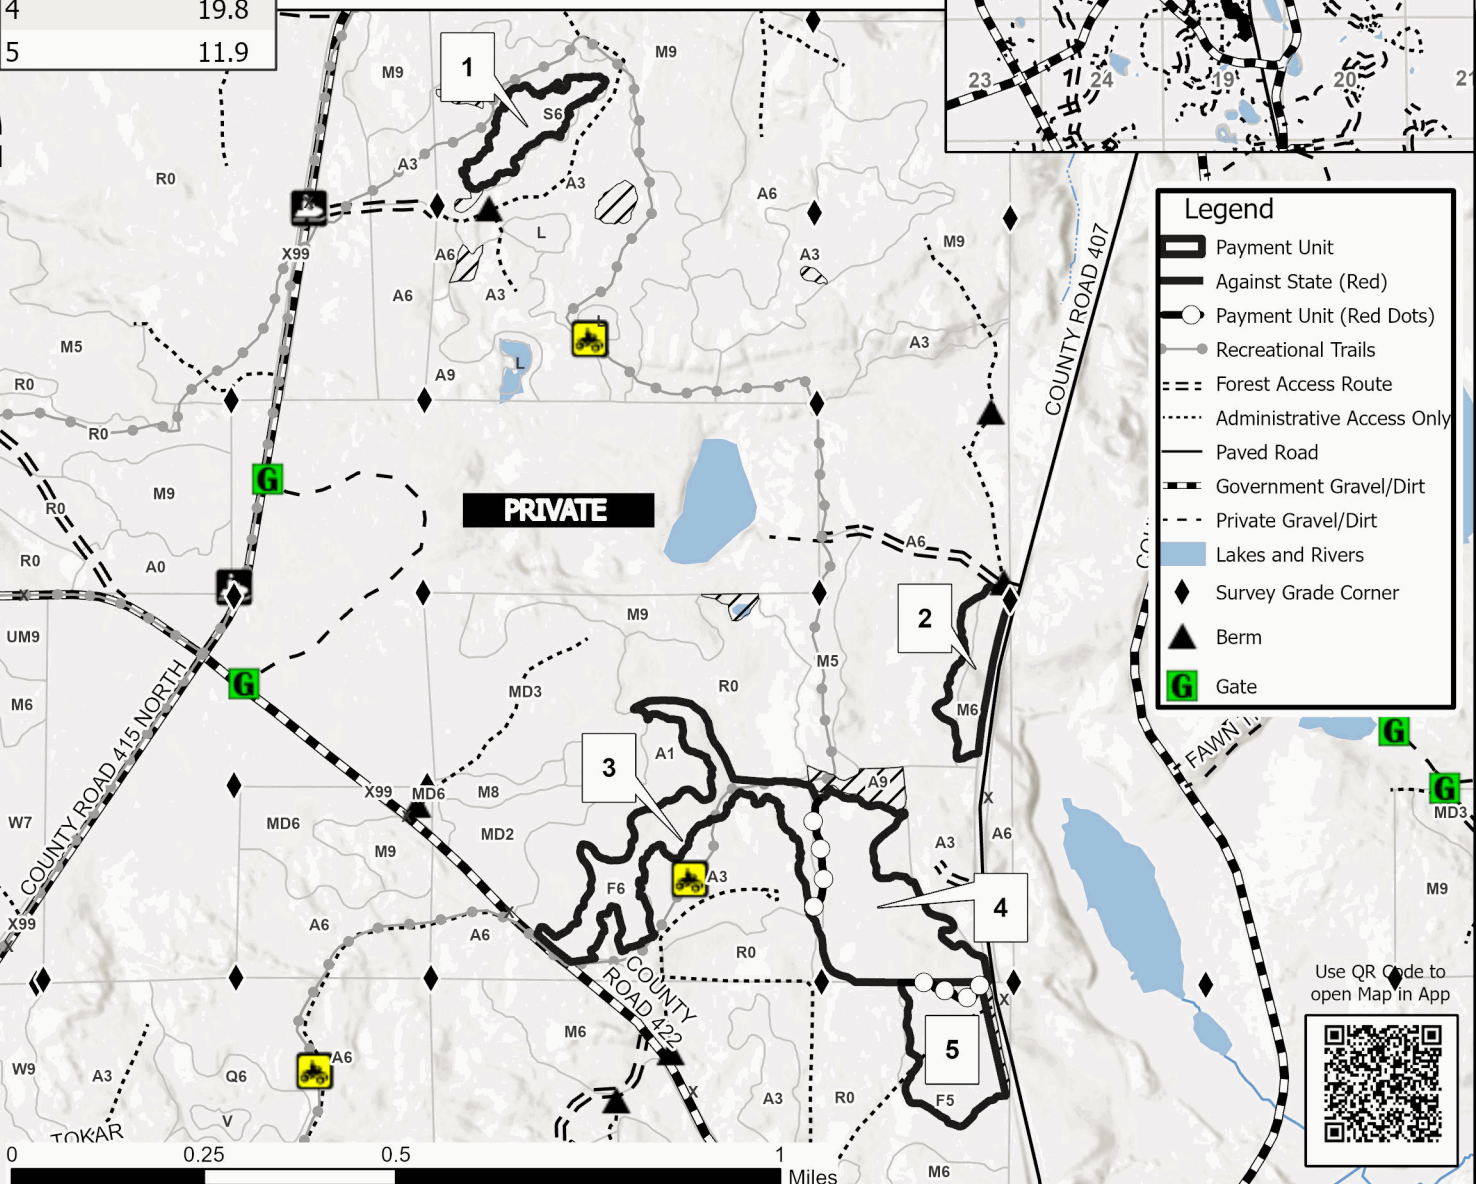 4 19.8
5 11.9
23
24
19
20
21
M9
M9
1
S6
A3
A3
R0
A6
X99
A6
L
A3
M9
A6
A3
L
M5
A3
R0
A9
L
R0
M9
R0
PRIVATE
A6
R0
A0
2
UM9
M9
M5
M6
MD3
R0
M6
COUNTY ROAD 415 NORTH
COUNTY ROAD 407
3
A1
X99
MD6
M8
A9
W7
MD6
MD2
M9
A3
A6
X
F6
A3
4
X99
A6
A6
R0
COUNTY
ROAD 422
X
5
M6
W9
A3
Q6
A6
V
A3
R0
F5
X
TOKAR
M6
FAWN
MD3
M9
Legend
Payment Unit
Against State (Red)
Payment Unit (Red Dots)
Recreational Trails
Forest Access Route
Administrative Access Only
Paved Road
Government Gravel/Dirt
Private Gravel/Dirt
Lakes and Rivers
Survey Grade Corner
Berm
G Gate
G
G
G
G
Use QR Code to
open Map in App
0 0.25 0.5 1
Miles